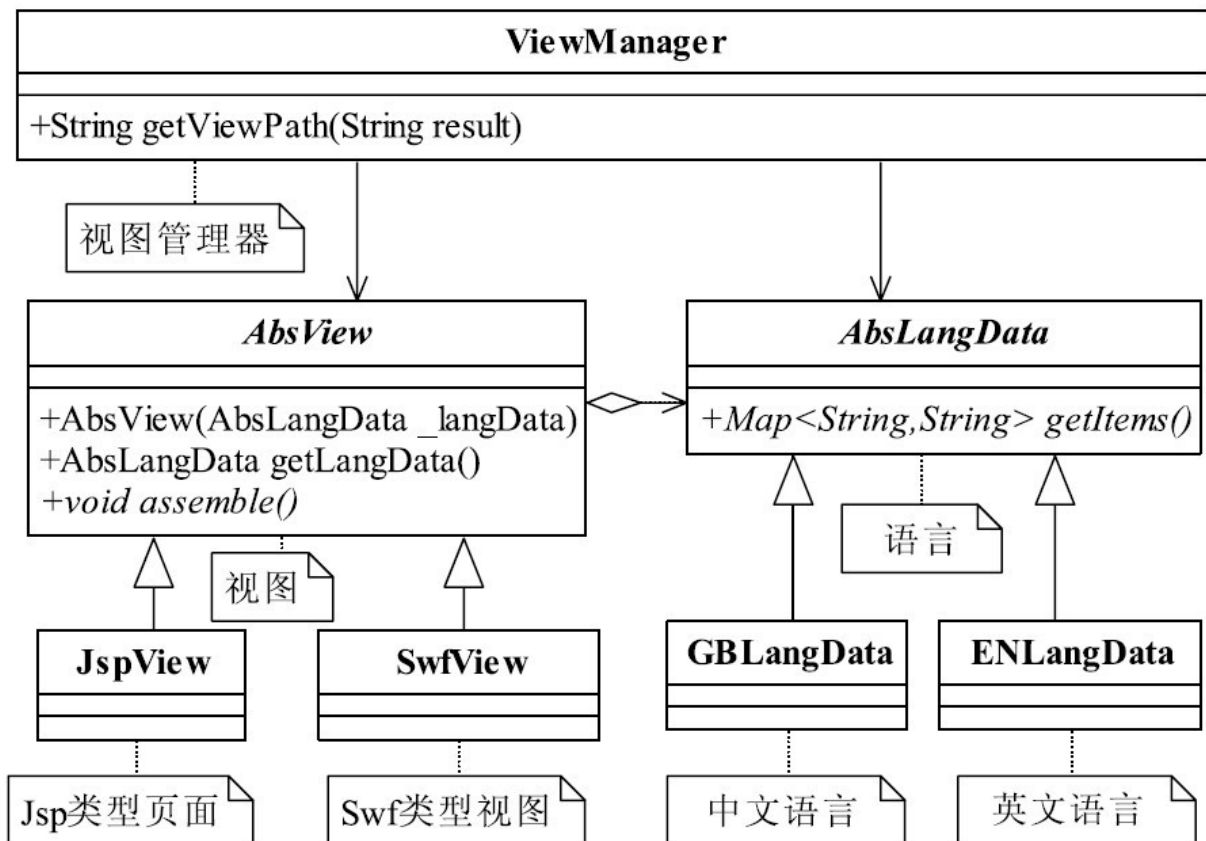 ViewManager
+String getViewPath(String result)
视图管理器
AbsView
+AbsView(AbsLangData _langData)
+AbsLangData getLangData()
+void assemble()
视图
AbsLangData
+Map<String,String> getItems()
语言
JspView
SwfView
GBLangData
ENLangData
Jsp类型页面
Swf类型视图
中文语言
英文语言